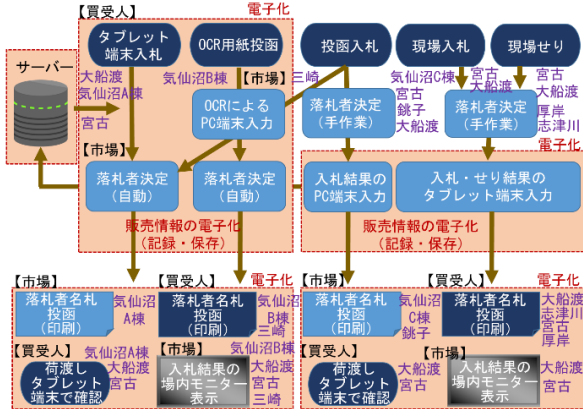 【買受人】
電子化
タブレット
端末入札
OCR用紙投函
投函入札
現場入札
現場せり
サーバー
大船渡
気仙沼A棟
宮古
気仙沼B棟
【市場】
三崎
気仙沼C棟
宮古
銚子
大船渡
宮古
大船渡
宮古
大船渡
厚岸
志津川
OCRによる
PC端末入力
落札者決定
(手作業)
落札者決定
(手作業)
電子化
【市場】
落札者決定
(自動)
落札者決定
(自動)
入札結果の
PC端末入力
入札・せり結果の
タブレット端末入力
販売情報の電子化
(記録・保存)
販売情報の電子化
(記録・保存)
【市場】
【買受人】
電子化
落札者名札
投函
(印刷)
気仙沼
A棟
落札者名札
投函
(印刷)
気仙沼
B棟
三崎
【買受人】
気仙沼A棟
大船渡
宮古
荷渡し
タブレット
端末で確認
【市場】
気仙沼B棟
大船渡
宮古
三崎
入札結果の
場内モニター
表示
【市場】
【買受人】
電子化
落札者名札
投函
(印刷)
気仙沼
C棟
銚子
落札者名札
投函
(印刷)
大船渡
志津川
宮古
厚岸
【買受人】
大船渡
宮古
荷渡し
タブレット
端末で確認
【市場】
入札結果の
場内モニター
表示
大船渡
宮古